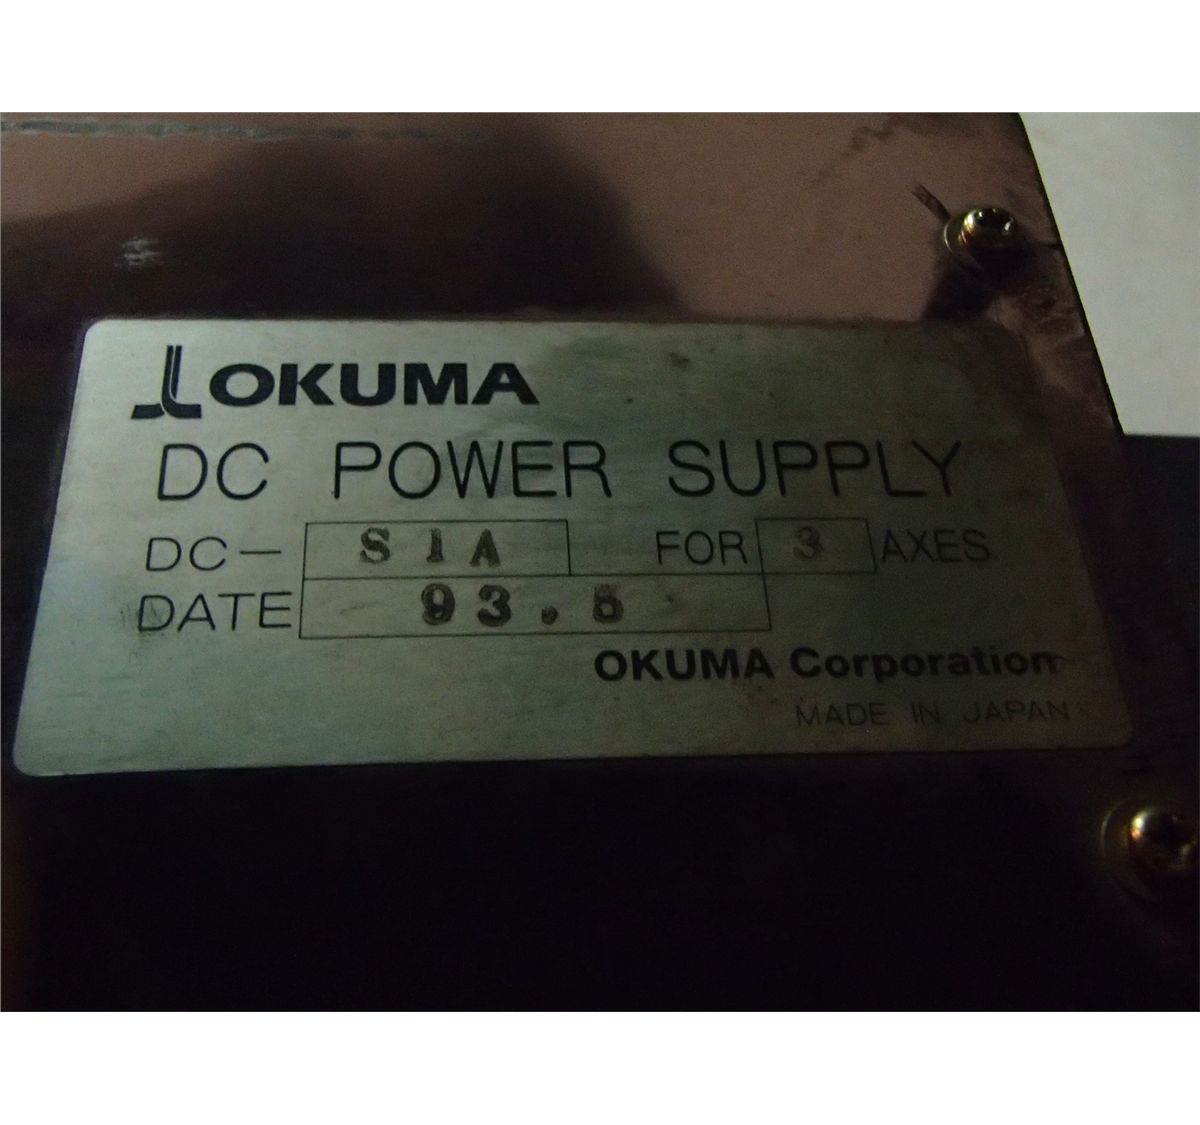 OKUMA
DC POWER SUPPLY
DC- S1A FOR 3 AXES
DATE 93.5
OKUMA Corporation
MADE IN JAPAN